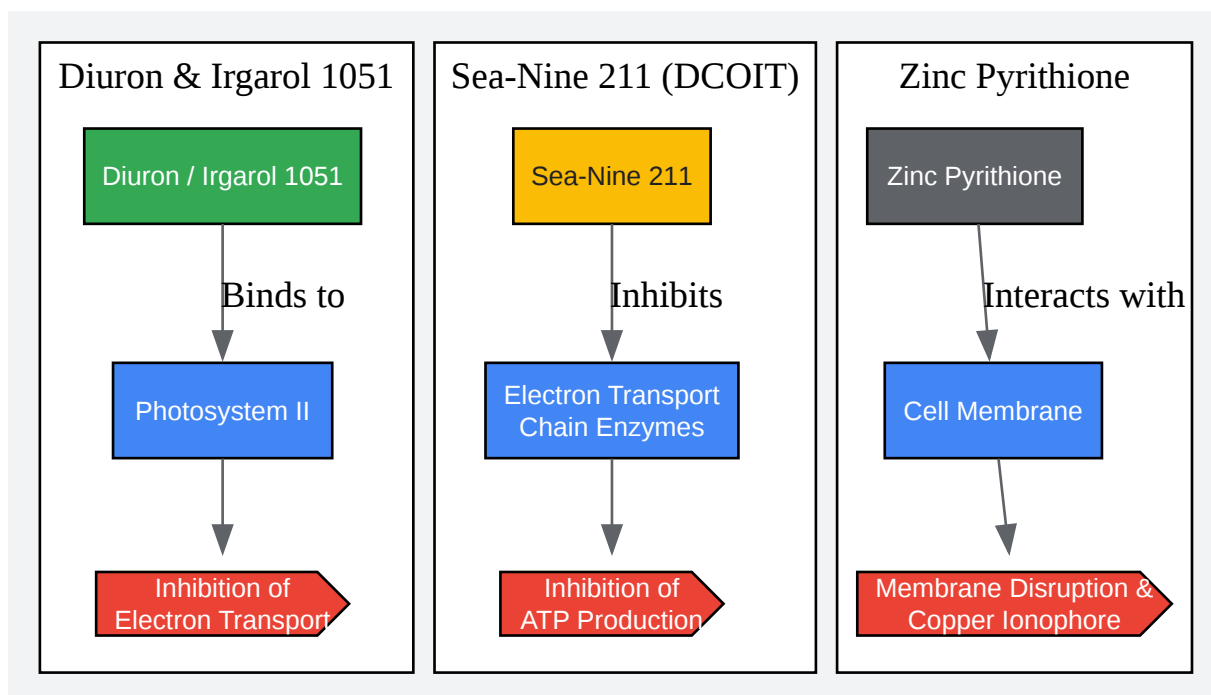 Diuron & Irgarol 1051
Diuron / Irgarol 1051
Binds to
Photosystem II
Inhibition of
Electron Transport
Sea-Nine 211 (DCOIT)
Sea-Nine 211
Inhibits
Electron Transport
Chain Enzymes
Inhibition of
ATP Production
Zinc Pyrithione
Zinc Pyrithione
Interacts with
Cell Membrane
Membrane Disruption &
Copper Ionophore